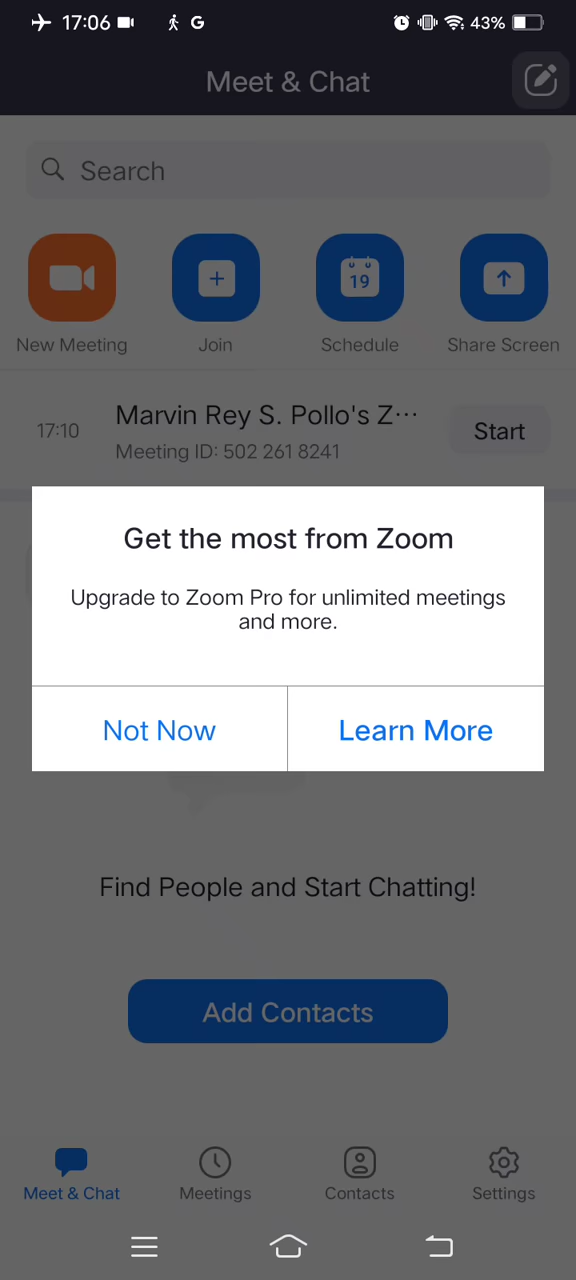 17:06 G 43%
Meet & Chat
Search
19
New Meeting Join Schedule Share Screen
17:10 Marvin Rey S. Pollo's Z··· Start
Meeting ID: 502 261 8241
Get the most from Zoom
Upgrade to Zoom Pro for unlimited meetings
and more.
Not Now Learn More
Find People and Start Chatting!
Add Contacts
Meet & Chat Meetings Contacts Settings